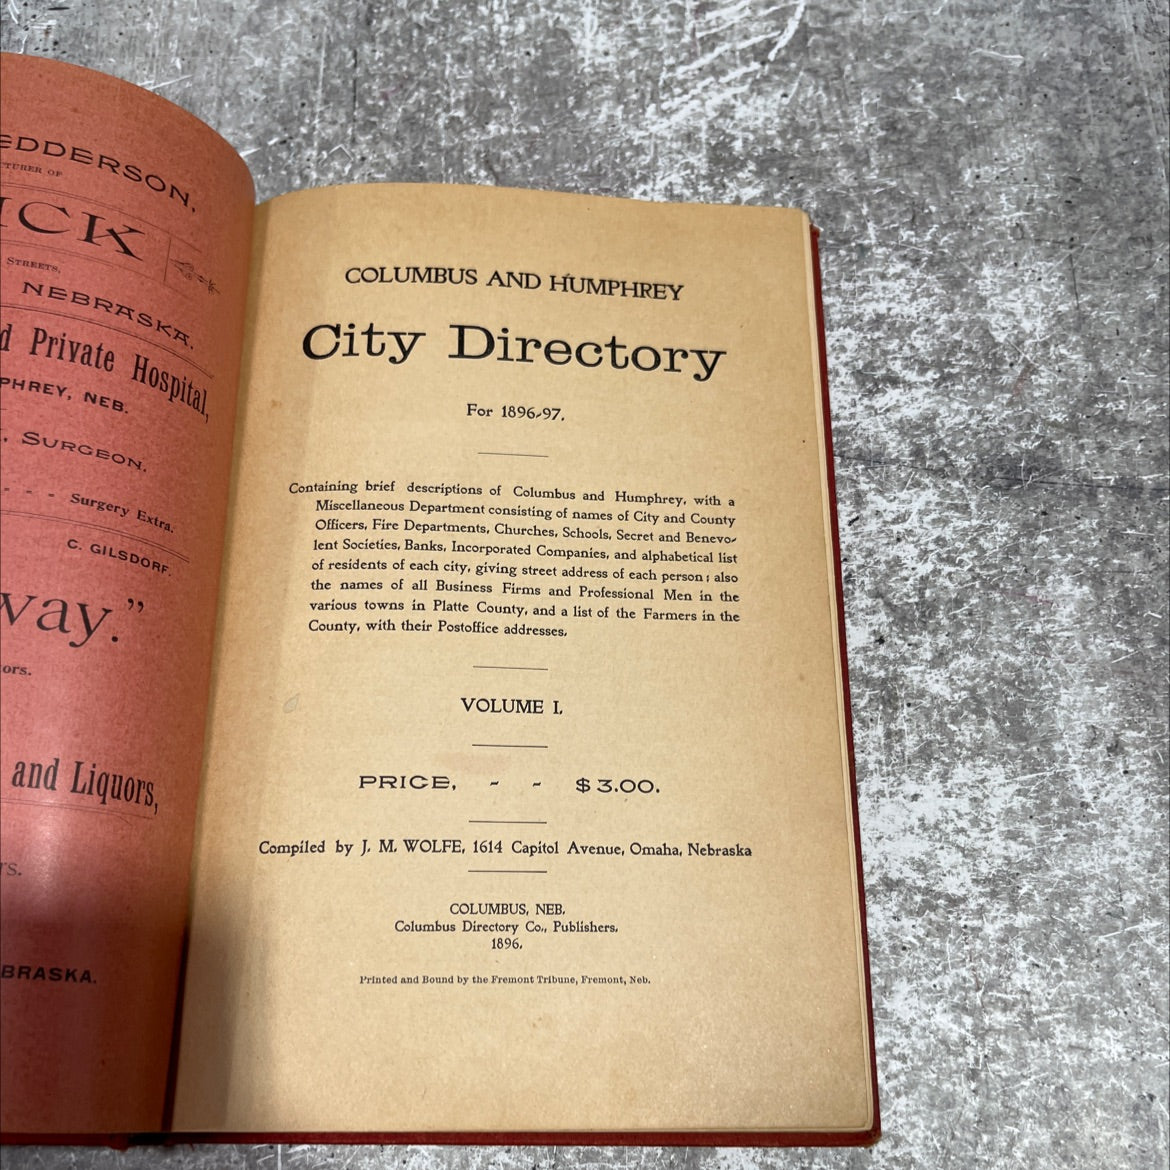 EDDERSON,
CTURER OF
ICK
STREETS,
NEBRASKA.
d Private Hospital,
PHREY, NEB.
SURGEON.
- - - Surgery Extra.
C. GILSDORF.
way.”
ors.
and Liquors,
rs.
BRASKA.
COLUMBUS AND HUMPHREY
City Directory
For 1896-97.
Containing brief descriptions of Columbus and Humphrey, with a
Miscellaneous Department consisting of names of City and County
Officers, Fire Departments, Churches, Schools, Secret and Benevo-
lent Societies, Banks, Incorporated Companies, and alphabetical list
of residents of each city, giving street address of each person; also
the names of all Business Firms and Professional Men in the
various towns in Platte County, and a list of the Farmers in the
County, with their Postoffice addresses.
VOLUME I.
PRICE, - - $3.00.
Compiled by J. M. WOLFE, 1614 Capitol Avenue, Omaha, Nebraska
COLUMBUS, NEB.
Columbus Directory Co., Publishers.
1896.
Printed and Bound by the Fremont Tribune, Fremont, Neb.